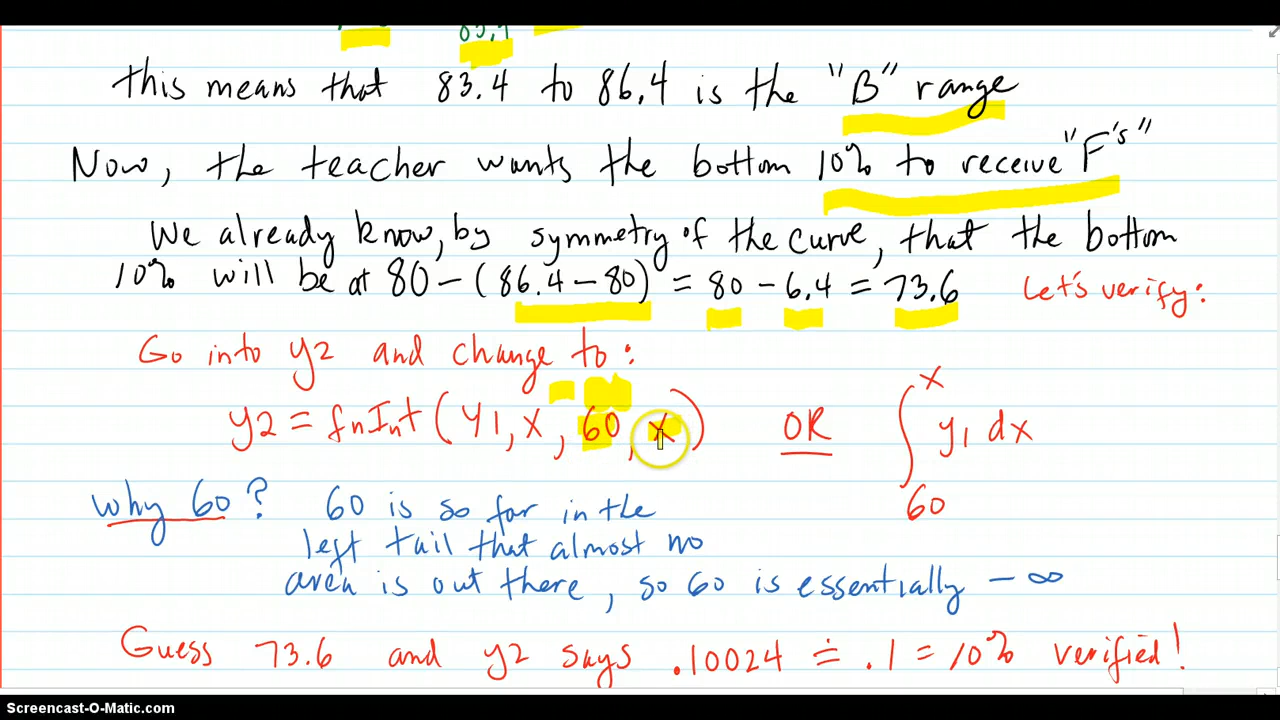 83.4
this means that 83.4 to 86.4 is the "B" range
Now, the teacher wants the bottom 10% to receive "F's"
We already know, by symmetry of the curve, that the bottom
10% will be at 80 - (86.4 - 80) = 80 - 6.4 = 73.6 Let's verify:
Go into y2 and change to:
y2 = fnInt(Y1, X, 60, X) OR ∫ y1 dx
X
60
Why 60? 60 is so far in the
left tail that almost no
area is out there, so 60 is essentially -∞
Guess 73.6 and y2 says .10024 ≐ .1 = 10% verified!
Screencast-O-Matic.com